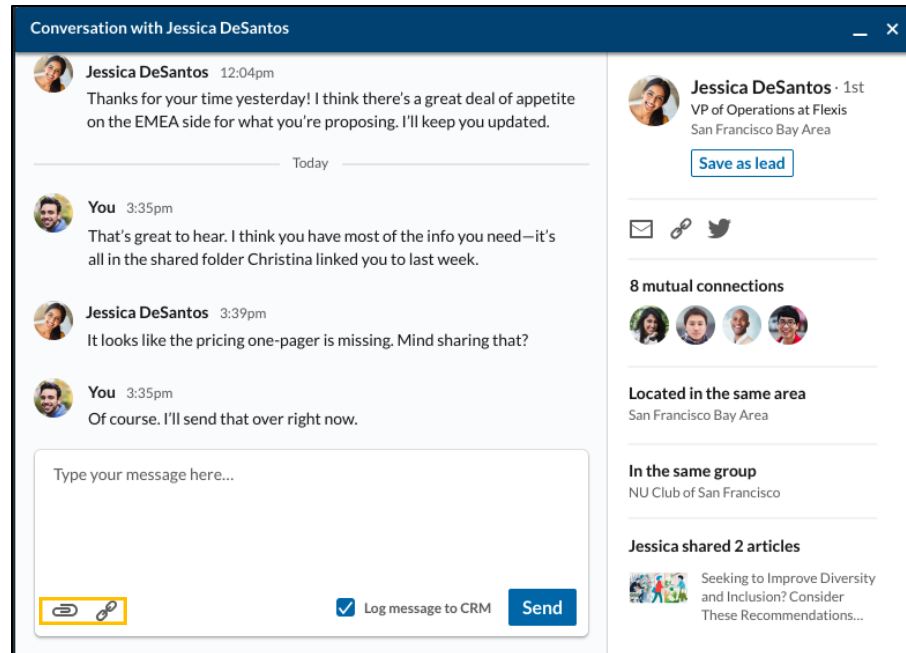 Conversation with Jessica DeSantos
Jessica DeSantos 12:04pm
Thanks for your time yesterday! I think there's a great deal of appetite
on the EMEA side for what you're proposing. I'll keep you updated.
Today
You 3:35pm
That's great to hear. I think you have most of the info you need—it's
all in the shared folder Christina linked you to last week.
Jessica DeSantos 3:39pm
It looks like the pricing one-pager is missing. Mind sharing that?
You 3:35pm
Of course. I'll send that over right now.
Type your message here...
Log message to CRM
Send
Jessica DeSantos · 1st
VP of Operations at Flexis
San Francisco Bay Area
Save as lead
8 mutual connections
Located in the same area
San Francisco Bay Area
In the same group
NU Club of San Francisco
Jessica shared 2 articles
Seeking to Improve Diversity
and Inclusion? Consider
These Recommendations...